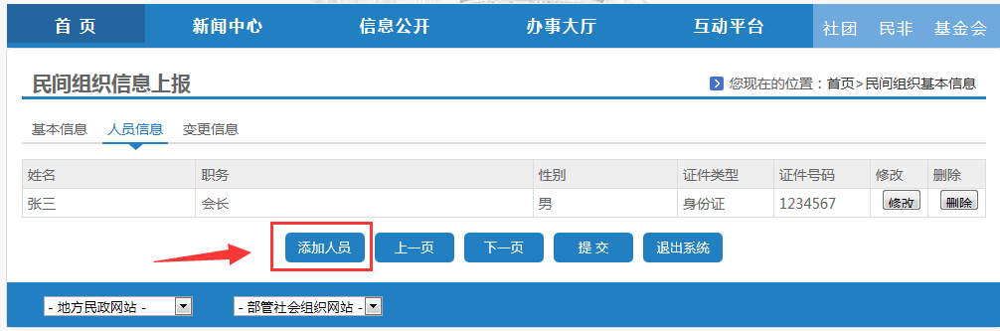 首 页 新闻中心 信息公开 办事大厅 互动平台 社团 民非 基金会
民间组织信息上报 您现在的位置：首页>民间组织基本信息
基本信息 人员信息 变更信息
姓名 职务 性别 证件类型 证件号码 修改 删除
张三 会长 男 身份证 1234567 修改 删除
添加人员 上一页 下一页 提 交 退出系统
- 地方民政网站 - - 部管社会组织网站 -